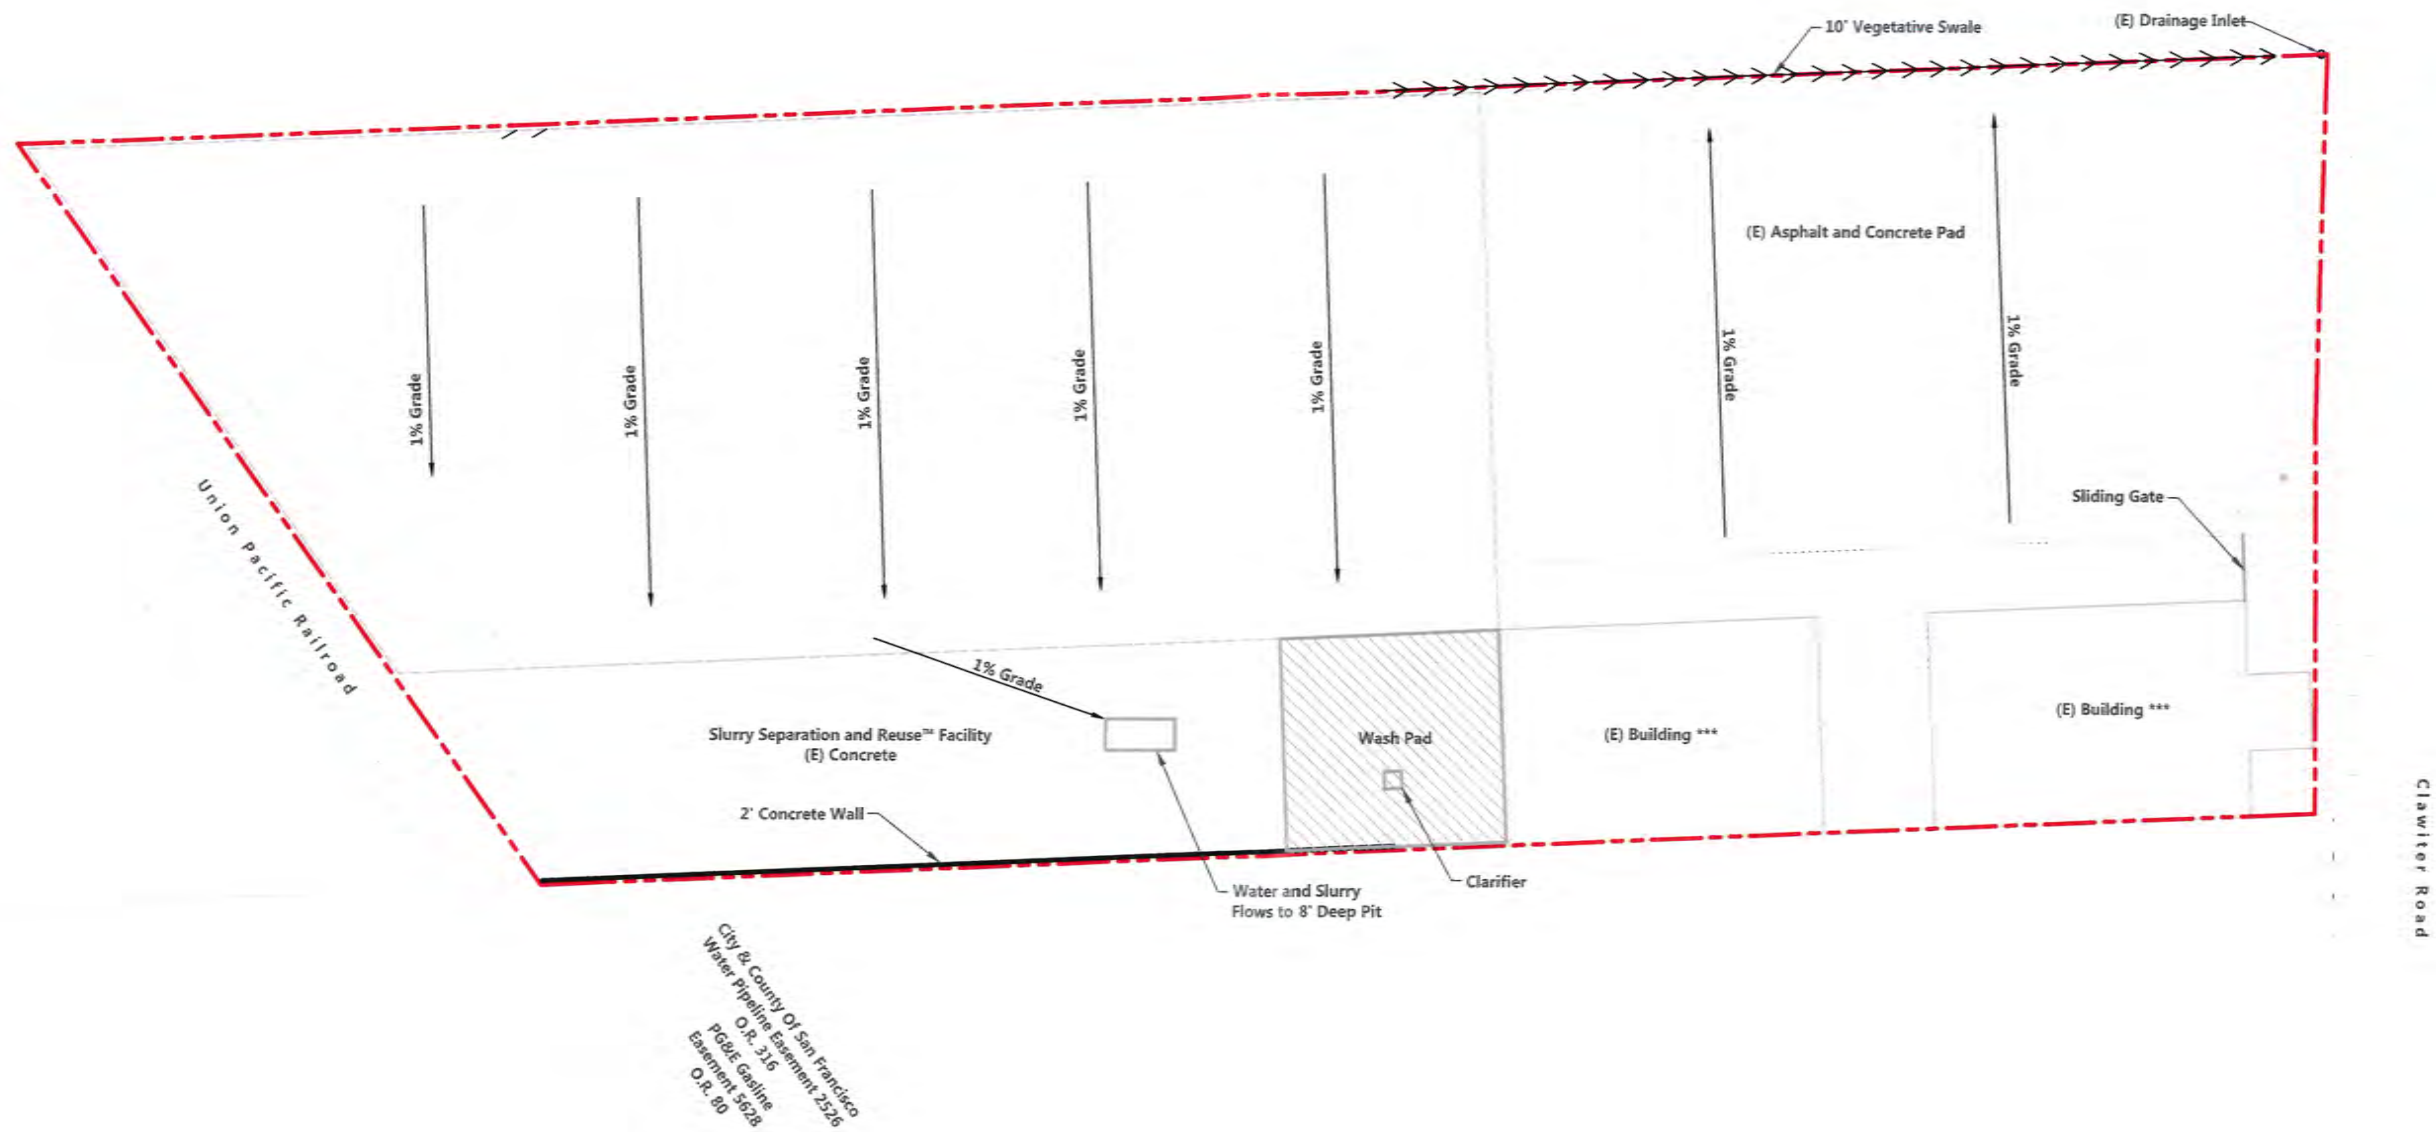 10' Vegetative Swale
(E) Drainage Inlet
(E) Asphalt and Concrete Pad
1% Grade
1% Grade
1% Grade
1% Grade
1% Grade
1% Grade
1% Grade
Sliding Gate
Union Pacific Railroad
1% Grade
Slurry Separation and Reuse™ Facility
(E) Concrete
Wash Pad
(E) Building ***
(E) Building ***
2' Concrete Wall
Clarifier
Water and Slurry
Flows to 8' Deep Pit
Clawiter Road
City & County Of San Francisco
Water Pipeline Easement 2526
O.R. 316
PG&E Gasline
Easement 5628
O.R. 80